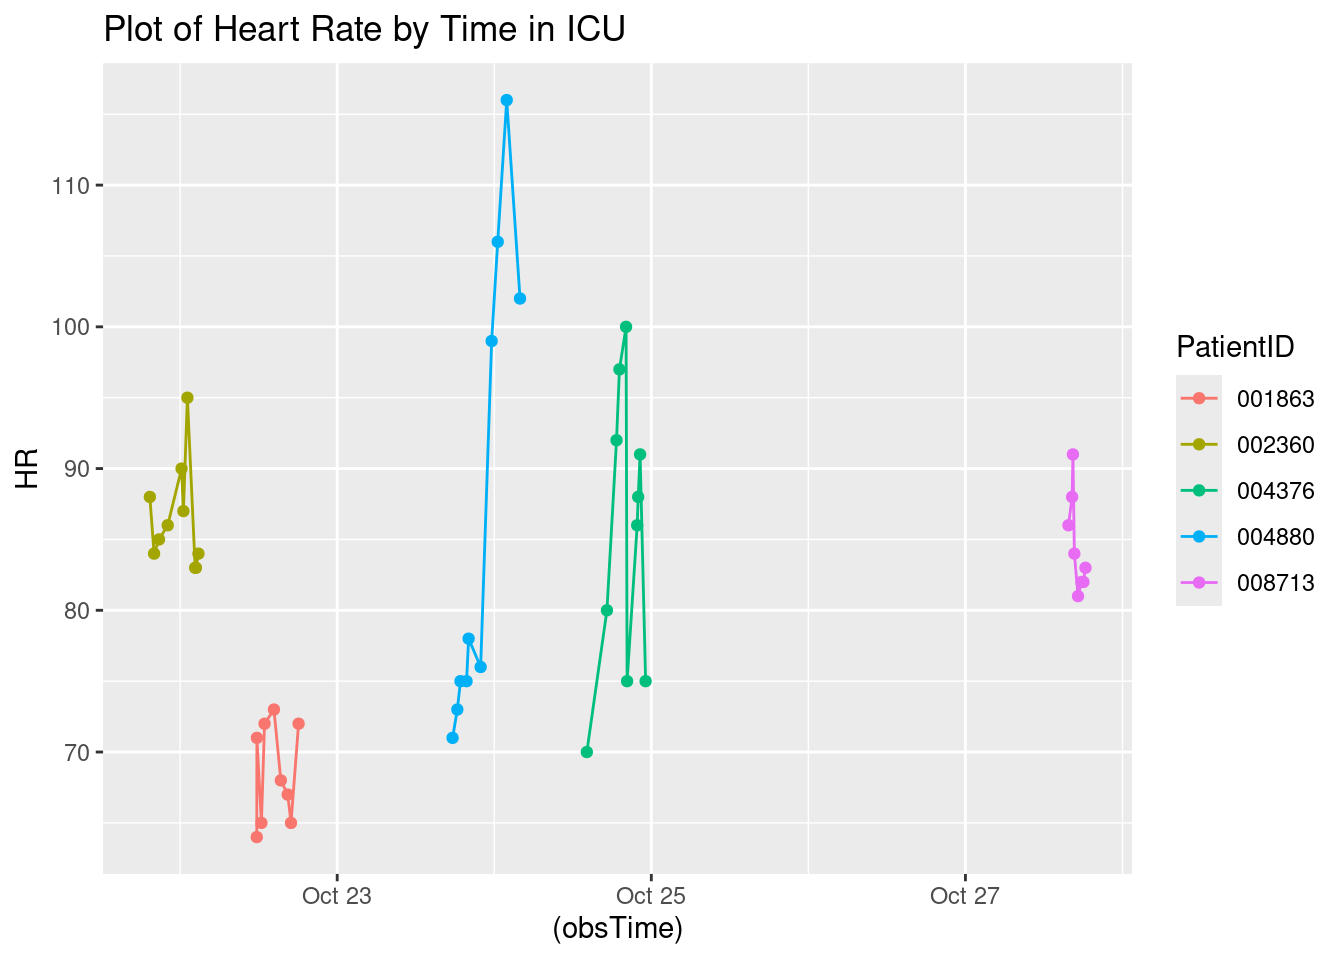 Plot of Heart Rate by Time in ICU
HR
110
100
90
80
70
Oct 23
Oct 25
Oct 27
(obsTime)
PatientID
001863
002360
004376
004880
008713